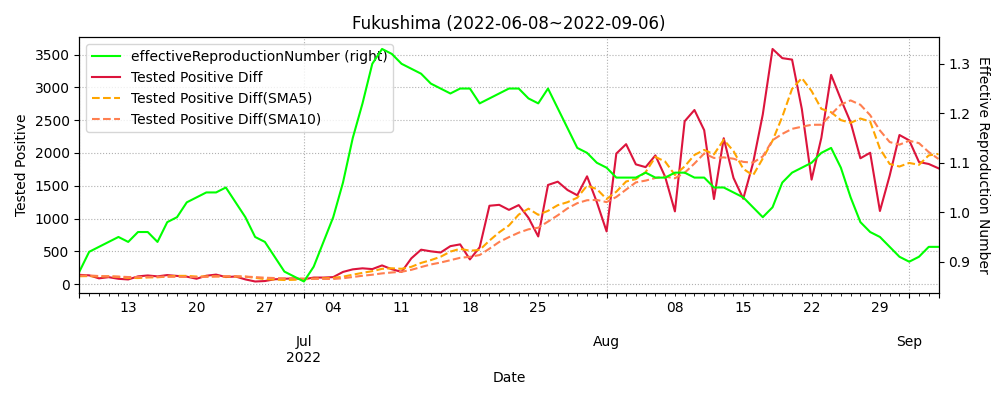 Fukushima (2022-06-08~2022-09-06)
effectiveReproductionNumber (right)
Tested Positive Diff
Tested Positive Diff(SMA5)
Tested Positive Diff(SMA10)
Tested Positive
3500
3000
2500
2000
1500
1000
500
0
1.3
1.2
1.1
1.0
0.9
Effective Reproduction Number
13 20 27 04 11 18 25 08 15 22 29
Jul Aug Sep
2022
Date